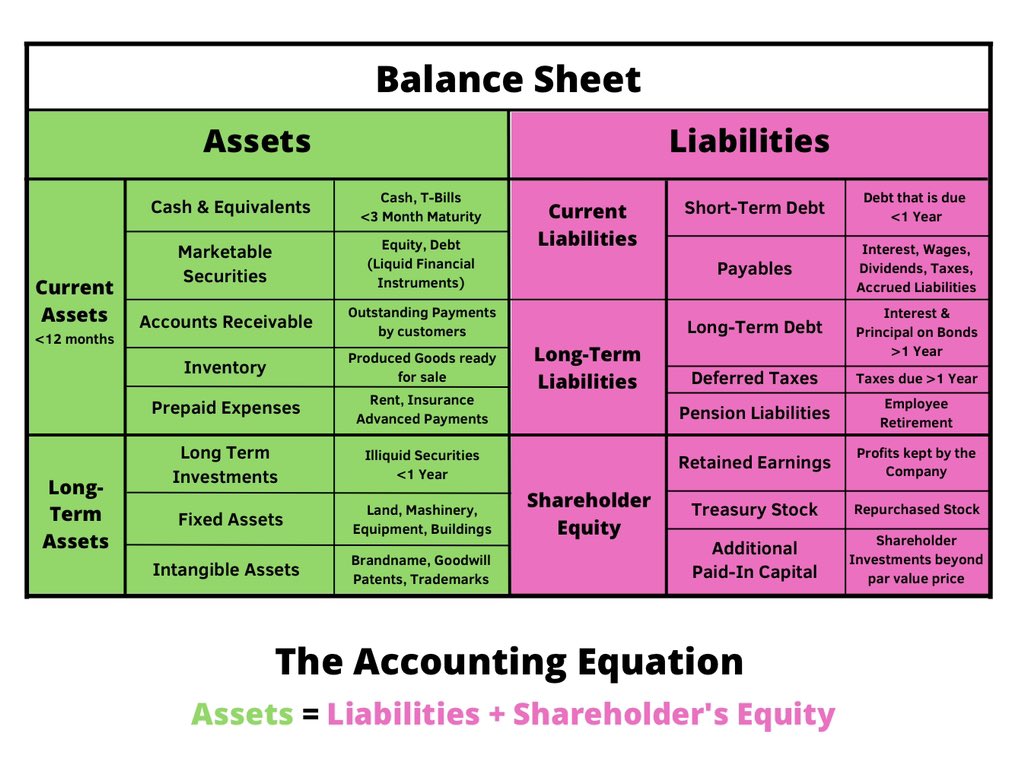 Balance Sheet
Assets
Liabilities
Current
Assets
<12 months
Cash & Equivalents
Cash, T-Bills
<3 Month Maturity
Marketable
Securities
Equity, Debt
(Liquid Financial
Instruments)
Accounts Receivable
Outstanding Payments
by customers
Inventory
Produced Goods ready
for sale
Prepaid Expenses
Rent, Insurance
Advanced Payments
Long-
Term
Assets
Long Term
Investments
Illiquid Securities
<1 Year
Fixed Assets
Land, Mashinery,
Equipment, Buildings
Intangible Assets
Brandname, Goodwill
Patents, Trademarks
Current
Liabilities
Short-Term Debt
Debt that is due
<1 Year
Payables
Interest, Wages,
Dividends, Taxes,
Accrued Liabilities
Long-Term
Liabilities
Long-Term Debt
Interest &
Principal on Bonds
>1 Year
Deferred Taxes
Taxes due >1 Year
Pension Liabilities
Employee
Retirement
Shareholder
Equity
Retained Earnings
Profits kept by the
Company
Treasury Stock
Repurchased Stock
Additional
Paid-In Capital
Shareholder
Investments beyond
par value price
The Accounting Equation
Assets = Liabilities + Shareholder's Equity